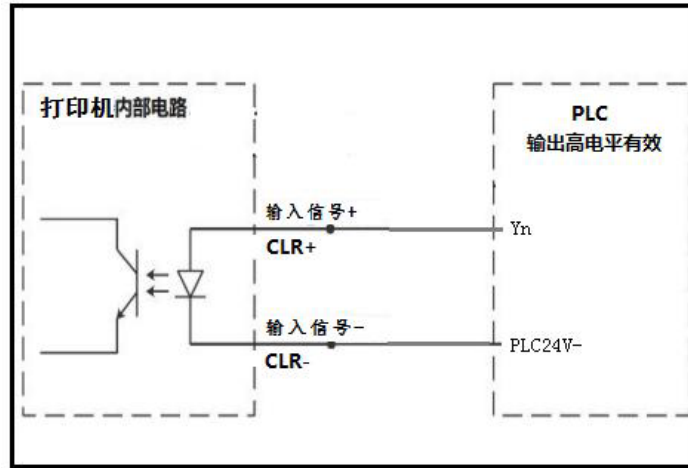 打印机内部电路
PLC
输出高电平有效
输入信号+
CLR+
Yn
输入信号-
CLR-
PLC24V-